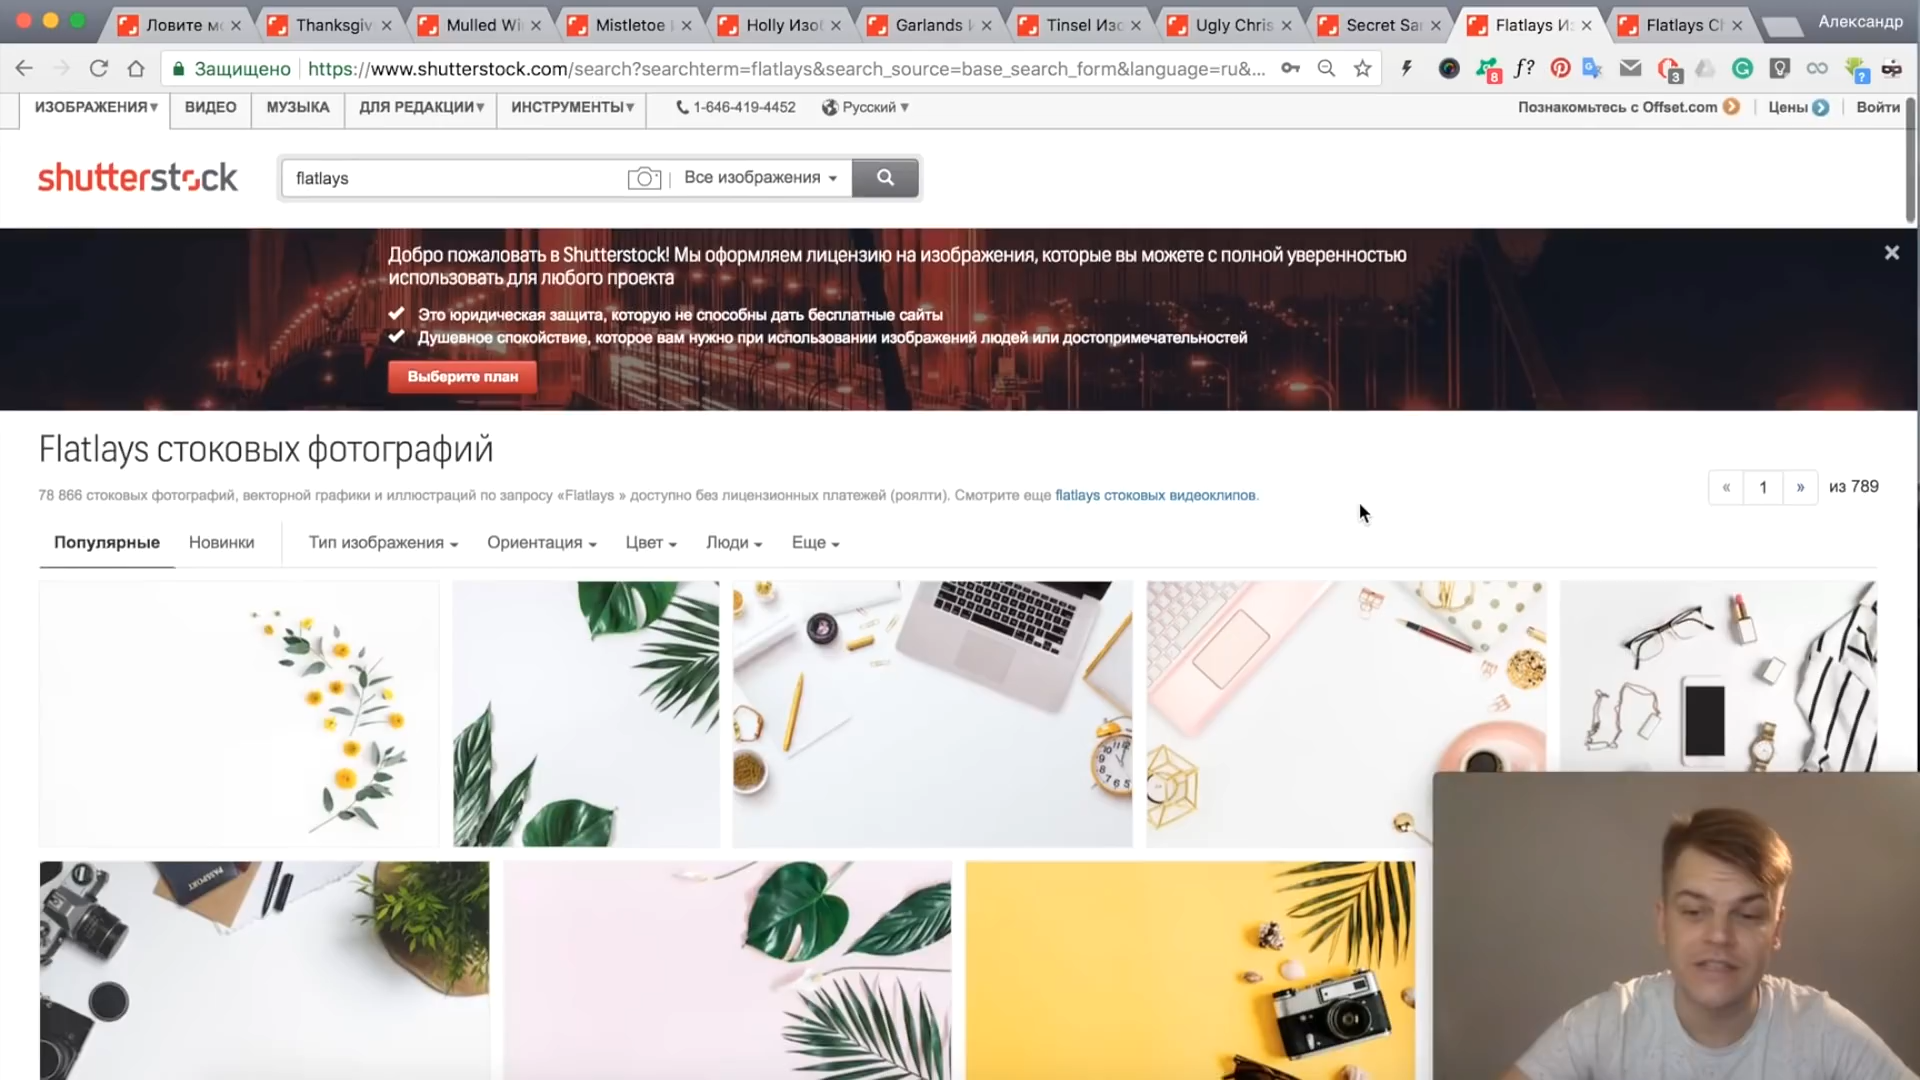 Ловите мо
Thanksgiv
Mulled Wi
Mistletoe
Holly Изоб
Garlands
Tinsel Изо
Ugly Chris
Secret San
Flatlays И
Flatlays Ch
Александр
Защищено
https://www.shutterstock.com/search?searchterm=flatlays&search_source=base_search_form&language=ru&...
ИЗОБРАЖЕНИЯ
ВИДЕО
МУЗЫКА
ДЛЯ РЕДАКЦИИ
ИНСТРУМЕНТЫ
1-646-419-4452
Русский
Познакомьтесь с Offset.com
Цены
Войти
shutterstock
flatlays
Все изображения
Добро пожаловать в Shutterstock! Мы оформляем лицензию на изображения, которые вы можете с полной уверенностью
использовать для любого проекта
Это юридическая защита, которую не способны дать бесплатные сайты
Душевное спокойствие, которое вам нужно при использовании изображений людей или достопримечательностей
Выберите план
Flatlays стоковых фотографий
78 866 стоковых фотографий, векторной графики и иллюстраций по запросу «Flatlays » доступно без лицензионных платежей (роялти). Смотрите еще flatlays стоковых видеоклипов.
« 1 » из 789
Популярные
Новинки
Тип изображения
Ориентация
Цвет
Люди
Еще
PASSPORT